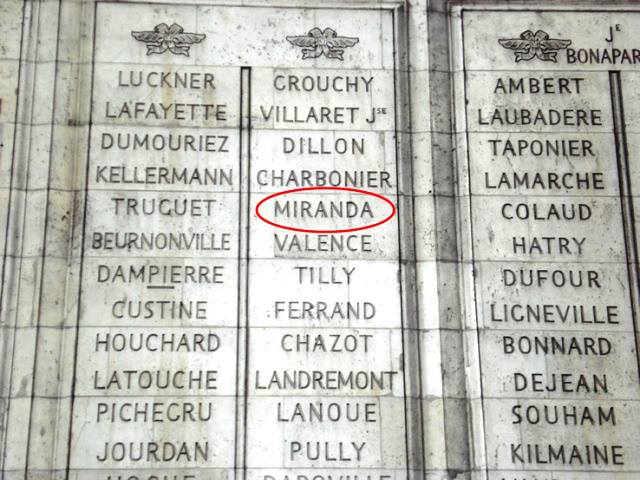 LUCKNER
LAFAYETTE
DUMOURIEZ
KELLERMANN
TRUGUET
BEURNONVILLE
DAMPIERRE
CUSTINE
HOUCHARD
LATOUCHE
PICHEGRU
JOURDAN
HOCHE
GROUCHY
VILLARET Jse
DILLON
CHARBONIER
MIRANDA
VALENCE
TILLY
FERRAND
CHAZOT
LANDREMONT
LANOUE
PULLY
JE
BONAPAR
AMBERT
LAUBADERE
TAPONIER
LAMARCHE
COLAUD
HATRY
DUFOUR
LIGNEVILLE
BONNARD
DEJEAN
SOUHAM
KILMAINE